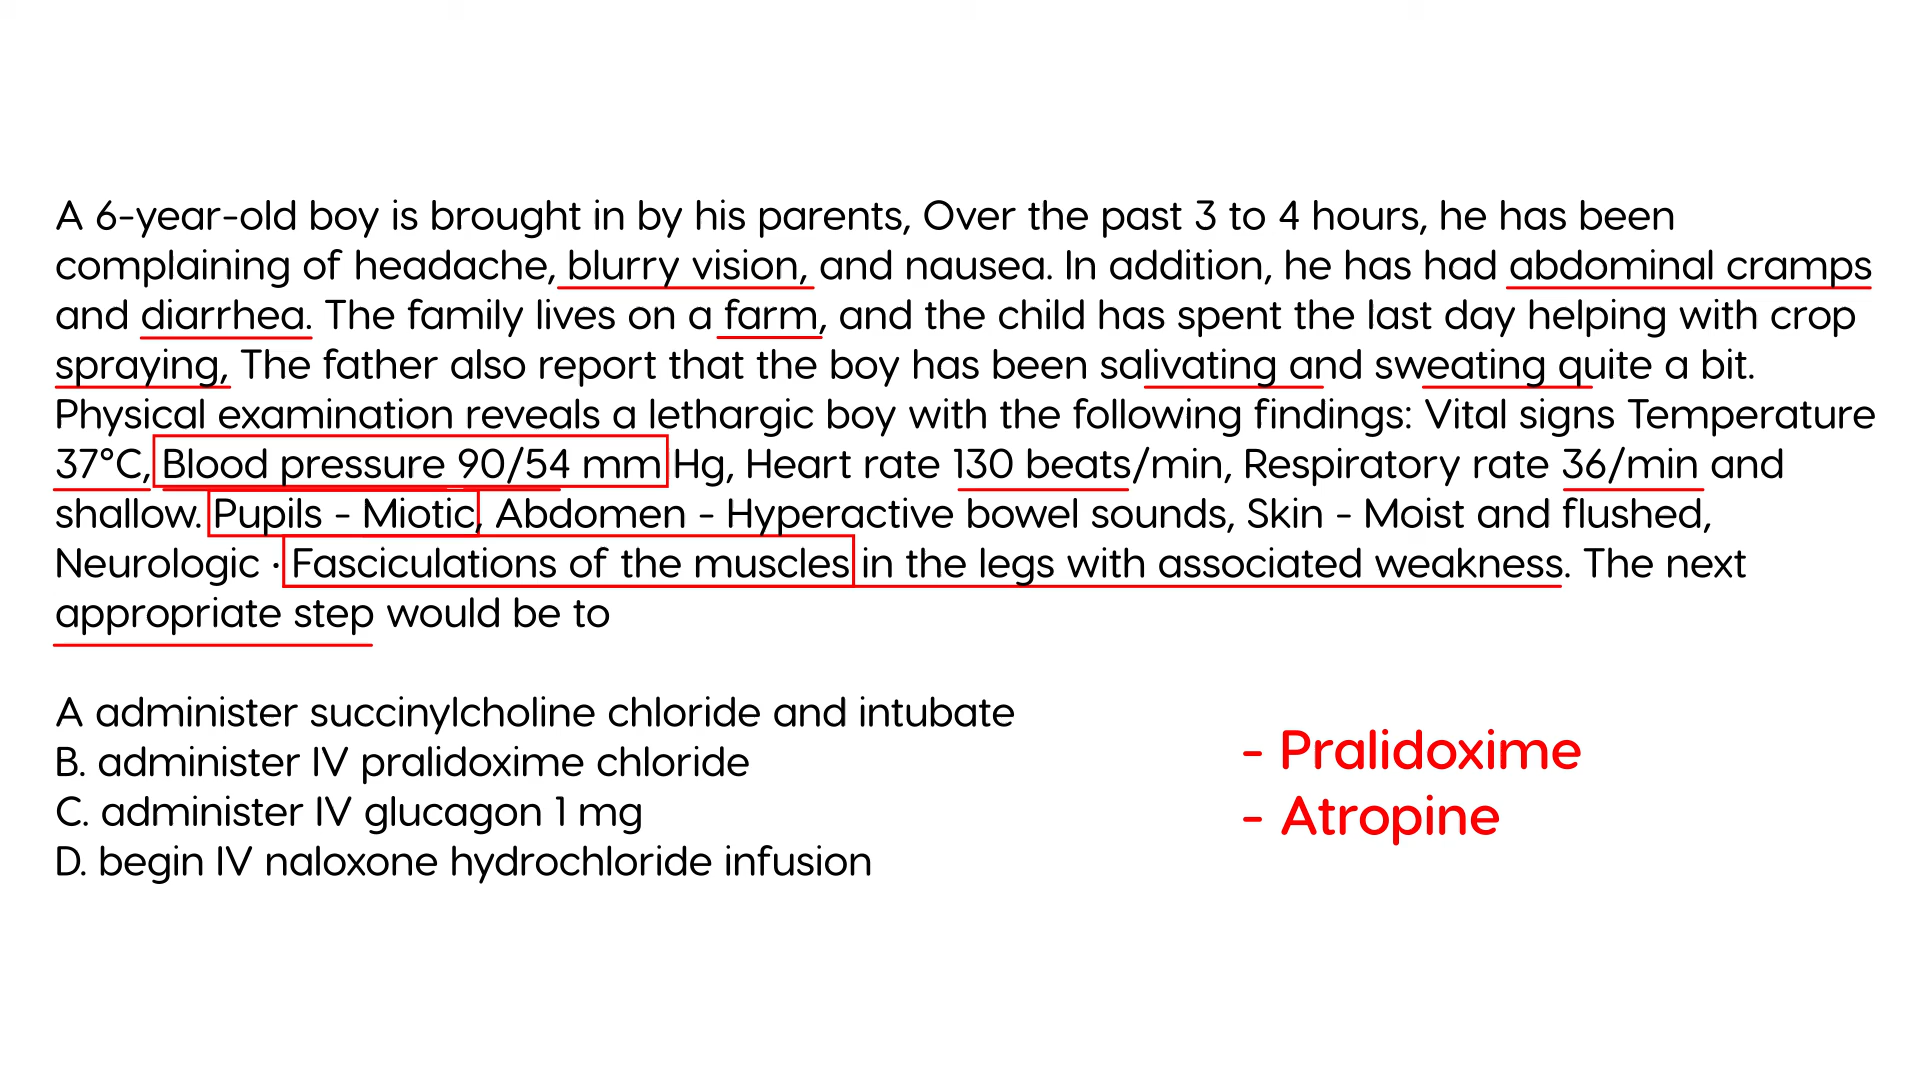 A 6-year-old boy is brought in by his parents, Over the past 3 to 4 hours, he has been
complaining of headache, blurry vision, and nausea. In addition, he has had abdominal cramps
and diarrhea. The family lives on a farm, and the child has spent the last day helping with crop
spraying, The father also report that the boy has been salivating and sweating quite a bit.
Physical examination reveals a lethargic boy with the following findings: Vital signs Temperature
37°C, Blood pressure 90/54 mm Hg, Heart rate 130 beats/min, Respiratory rate 36/min and
shallow. Pupils - Miotic, Abdomen - Hyperactive bowel sounds, Skin - Moist and flushed,
Neurologic · Fasciculations of the muscles in the legs with associated weakness. The next
appropriate step would be to
A administer succinylcholine chloride and intubate
B. administer IV pralidoxime chloride
C. administer IV glucagon 1 mg
D. begin IV naloxone hydrochloride infusion
- Pralidoxime
- Atropine